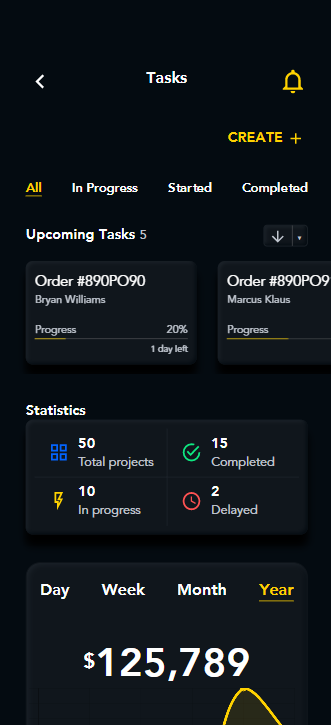 Tasks
CREATE +
All In Progress Started Completed
Upcoming Tasks 5
Order #890PO90
Bryan Williams
Progress 20%
1 day left
Order #890PO9
Marcus Klaus
Progress
Statistics
50
Total projects
15
Completed
10
In progress
2
Delayed
Day Week Month Year
$125,789